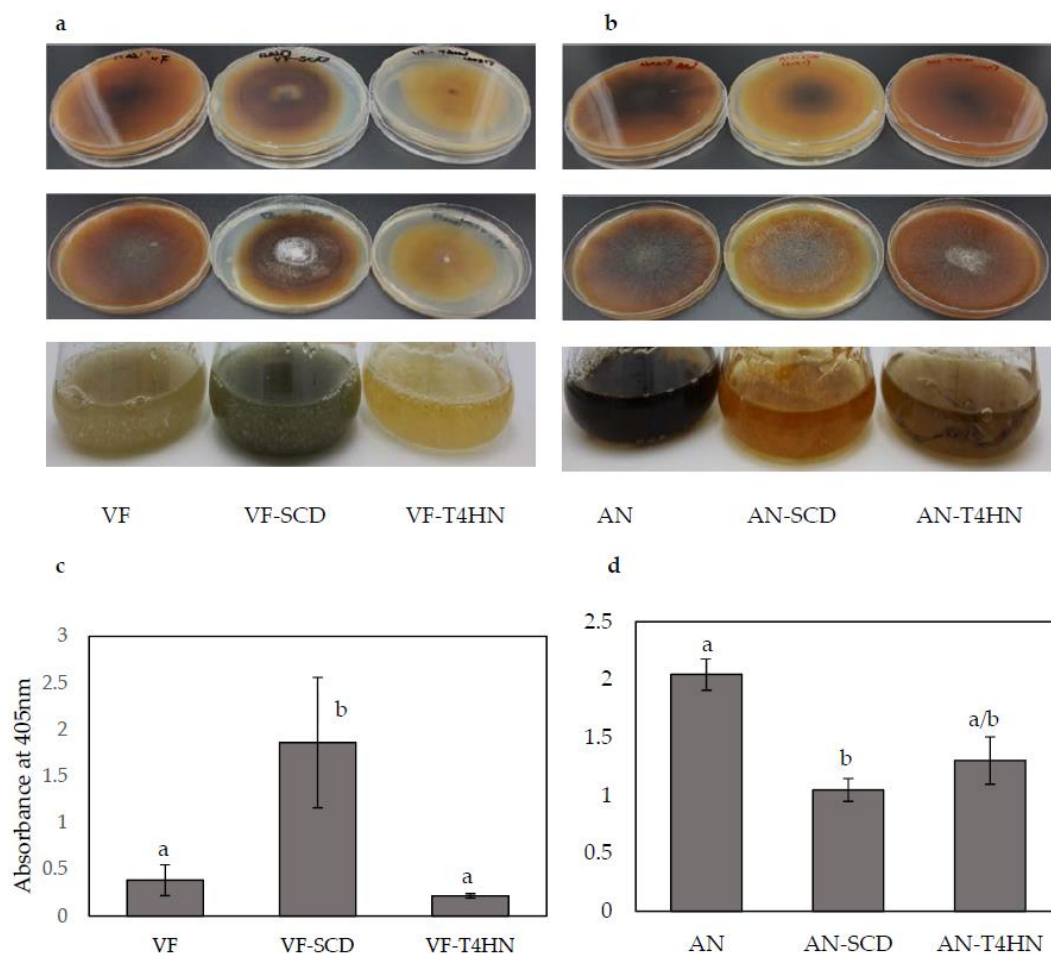 a
b
VF VF-SCD VF-T4HN
AN AN-SCD AN-T4HN
c
d
Absorbance at 405nm
3
2.5
2
1.5
1
0.5
0
a
b
a
VF VF-SCD VF-T4HN
2.5
2
1.5
1
0.5
0
a
b
a/b
AN AN-SCD AN-T4HN